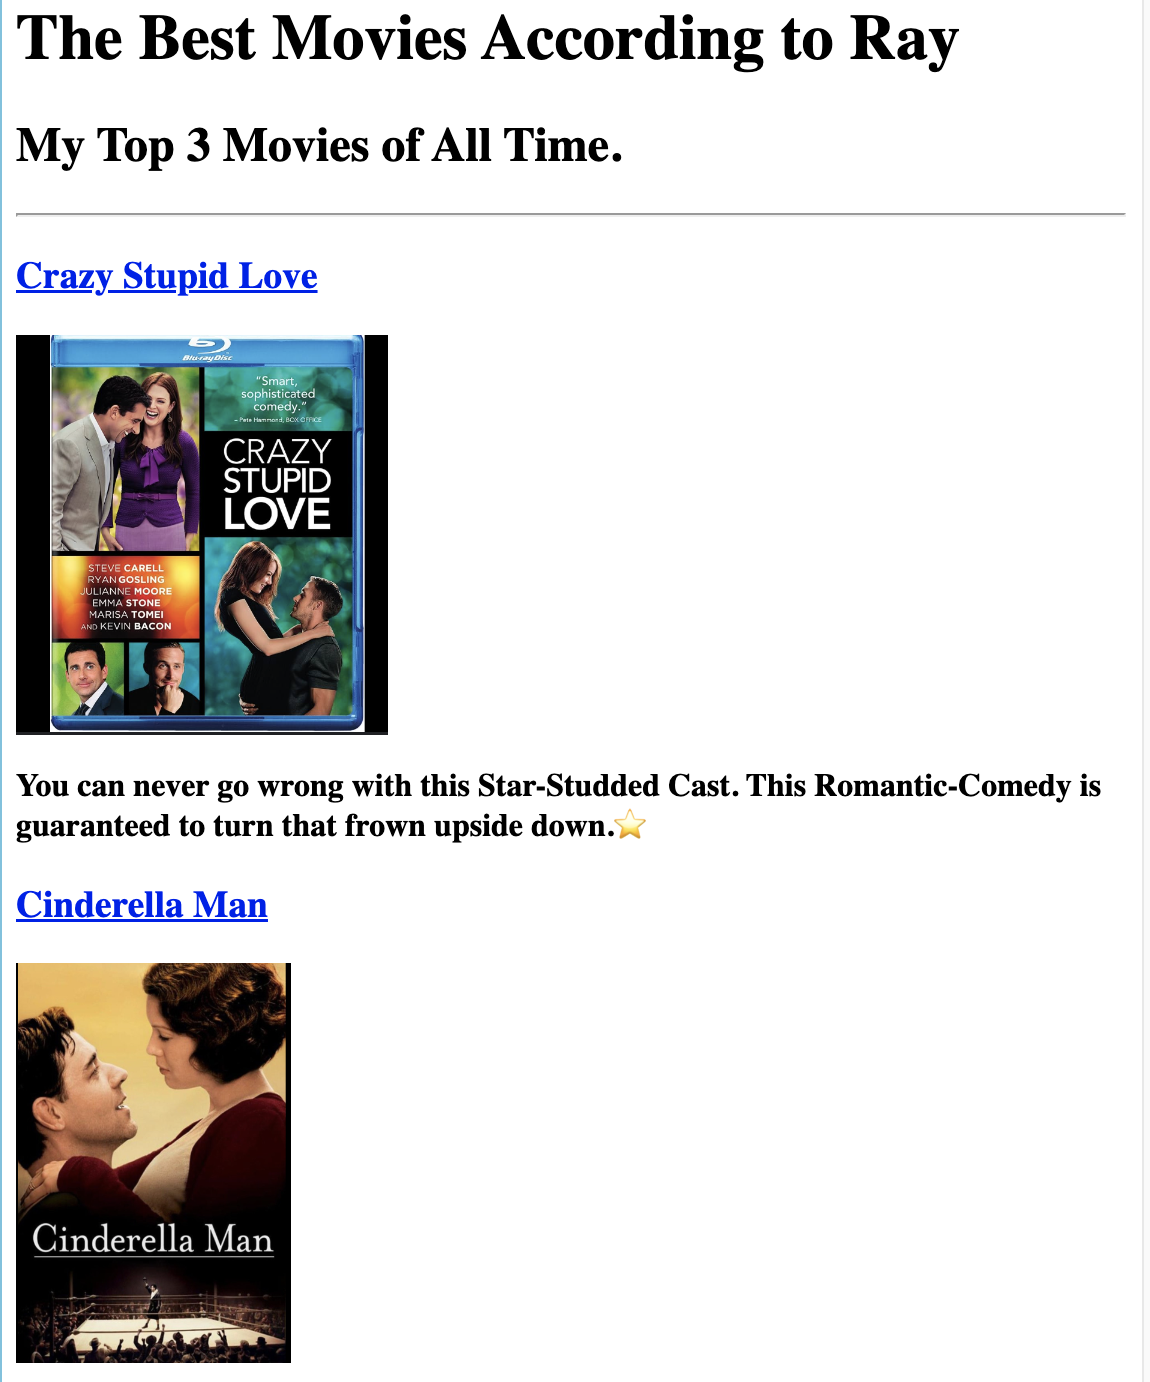 The Best Movies According to Ray
My Top 3 Movies of All Time.
Crazy Stupid Love
Blu-ray Disc
"Smart,
sophisticated
comedy."
– Pete Hammond, BOX OFFICE
CRAZY
STUPID
LOVE
STEVE CARELL
RYAN GOSLING
JULIANNE MOORE
EMMA STONE
MARISA TOMEI
AND KEVIN BACON
You can never go wrong with this Star-Studded Cast. This Romantic-Comedy is
guaranteed to turn that frown upside down.⭐
Cinderella Man
Cinderella Man